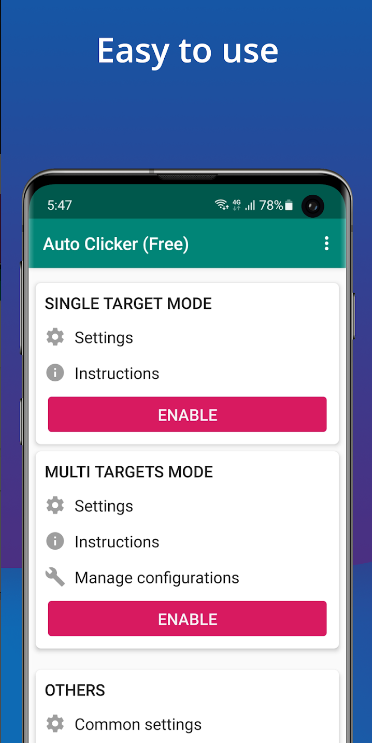 Easy to use
5:47
4G
78%
Auto Clicker (Free)
SINGLE TARGET MODE
Settings
Instructions
ENABLE
MULTI TARGETS MODE
Settings
Instructions
Manage configurations
ENABLE
OTHERS
Common settings